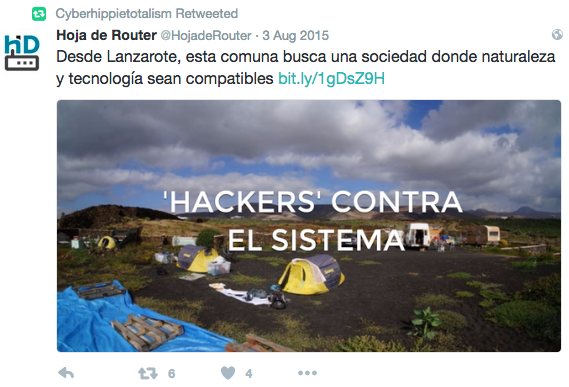 Cyberhippietotalism Retweeted
Hoja de Router @HojadeRouter · 3 Aug 2015
Desde Lanzarote, esta comuna busca una sociedad donde naturaleza
y tecnología sean compatibles bit.ly/1gDsZ9H
hD
'HACKERS' CONTRA
EL SISTEMA
6
4